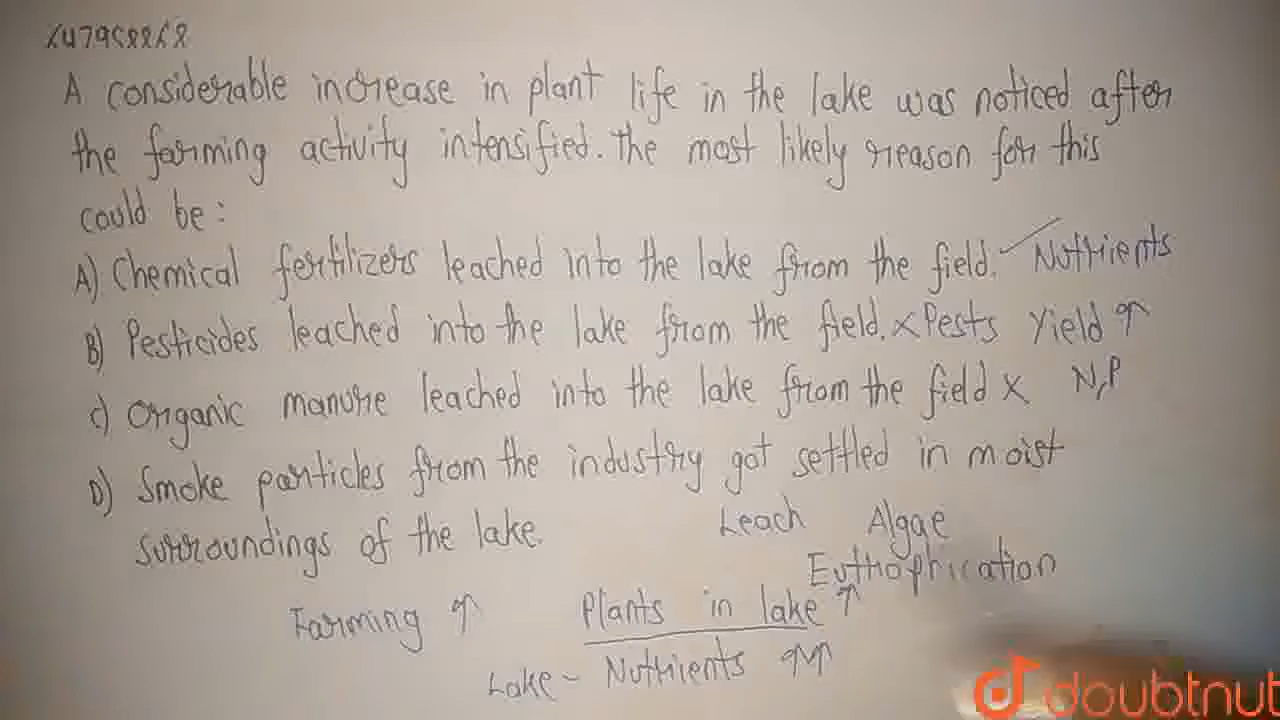 A considerable increase in plant life in the lake was noticed after
the farming activity intensified. The most likely reason for this
could be:
A) Chemical fertilizers leached into the lake from the field. ✓ Nutrients
B) Pesticides leached into the lake from the field. × Pests Yield ↑
C) Organic manure leached into the lake from the field × N,P
D) Smoke particles from the industry got settled in moist
surroundings of the lake.
Leach Algae
Euthophication
Farming ↑ Plants in lake ↑
Lake - Nutrients ↑↑
doubtnut